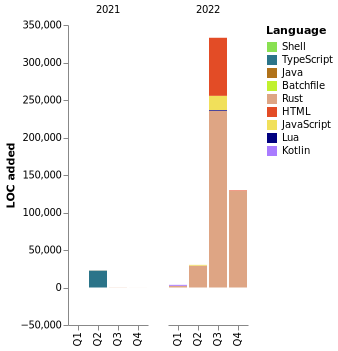 2021
2022
LOC added
350,000
300,000
250,000
200,000
150,000
100,000
50,000
0
−50,000
Q1
Q2
Q3
Q4
Q1
Q2
Q3
Q4
Language
Shell
TypeScript
Java
Batchfile
Rust
HTML
JavaScript
Lua
Kotlin